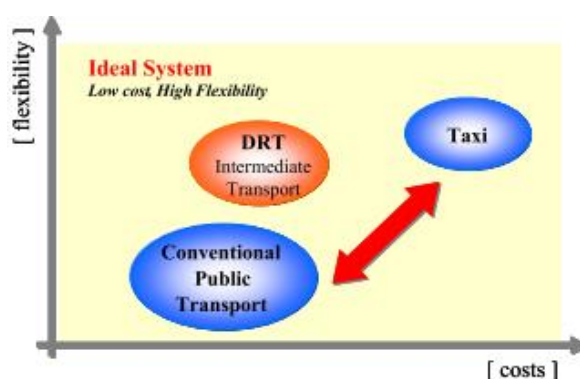 [ flexibility ]
Ideal System
Low cost, High Flexibility
DRT
Intermediate
Transport
Taxi
Conventional
Public
Transport
[ costs ]